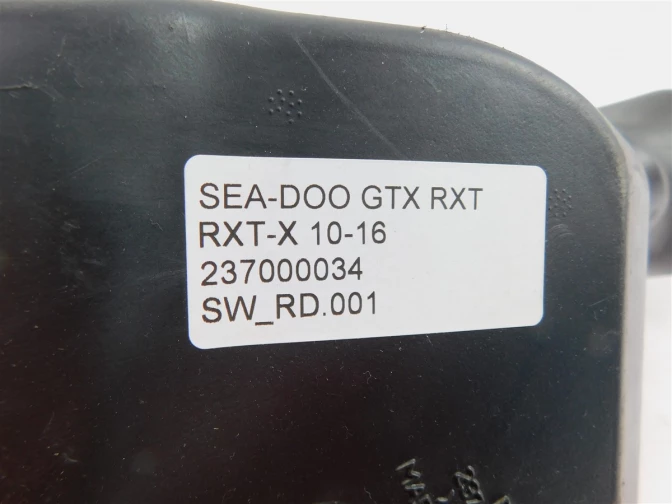 SEA-DOO GTX RXT
RXT-X 10-16
237000034
SW_RD.001